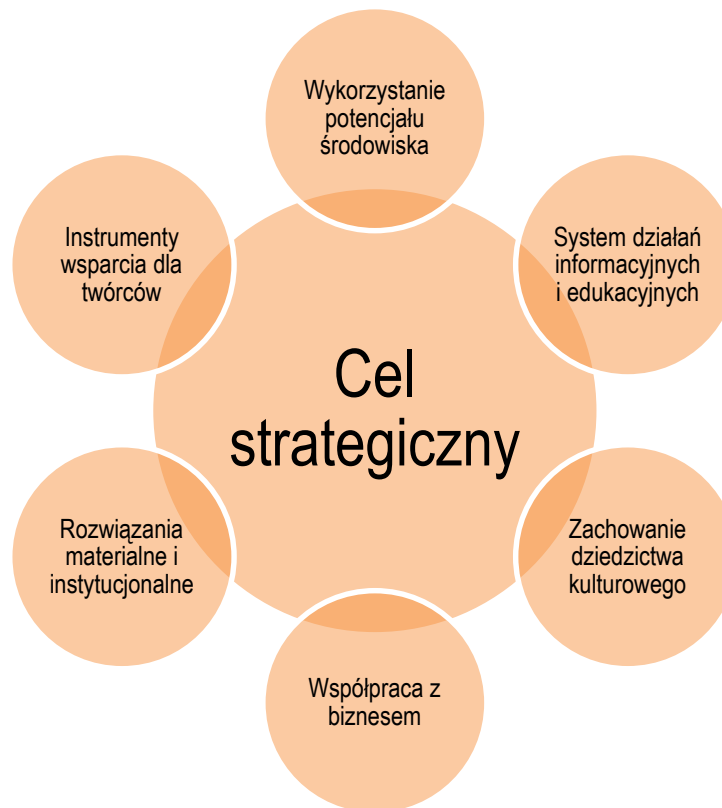 Wykorzystanie
potencjału
środowiska
System działań
informacyjnych
i edukacyjnych
Zachowanie
dziedzictwa
kulturowego
Współpraca z
biznesem
Rozwiązania
materialne i
instytucjonalne
Instrumenty
wsparcia dla
twórców
Cel
strategiczny